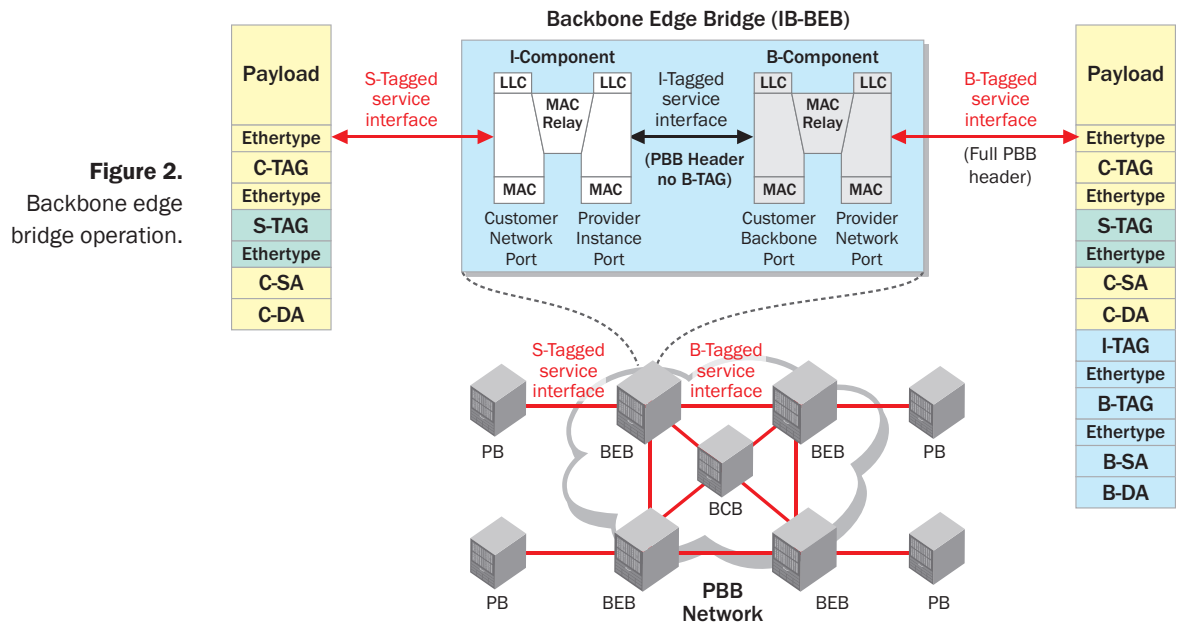 Figure 2.
Backbone edge
bridge operation.
Payload
Ethertype
C-TAG
Ethertype
S-TAG
Ethertype
C-SA
C-DA
S-Tagged
service
interface
Backbone Edge Bridge (IB-BEB)
I-Component
LLC
LLC
MAC
Relay
MAC
MAC
Customer
Network
Port
Provider
Instance
Port
I-Tagged
service
interface
(PBB Header
no B-TAG)
B-Component
LLC
LLC
MAC
Relay
MAC
MAC
Customer
Backbone
Port
Provider
Network
Port
B-Tagged
service
interface
(Full PBB
header)
Payload
Ethertype
C-TAG
Ethertype
S-TAG
Ethertype
C-SA
C-DA
I-TAG
Ethertype
B-TAG
Ethertype
B-SA
B-DA
S-Tagged
service
interface
B-Tagged
service
interface
PB
BEB
BEB
PB
BCB
PB
BEB
BEB
PB
PBB
Network